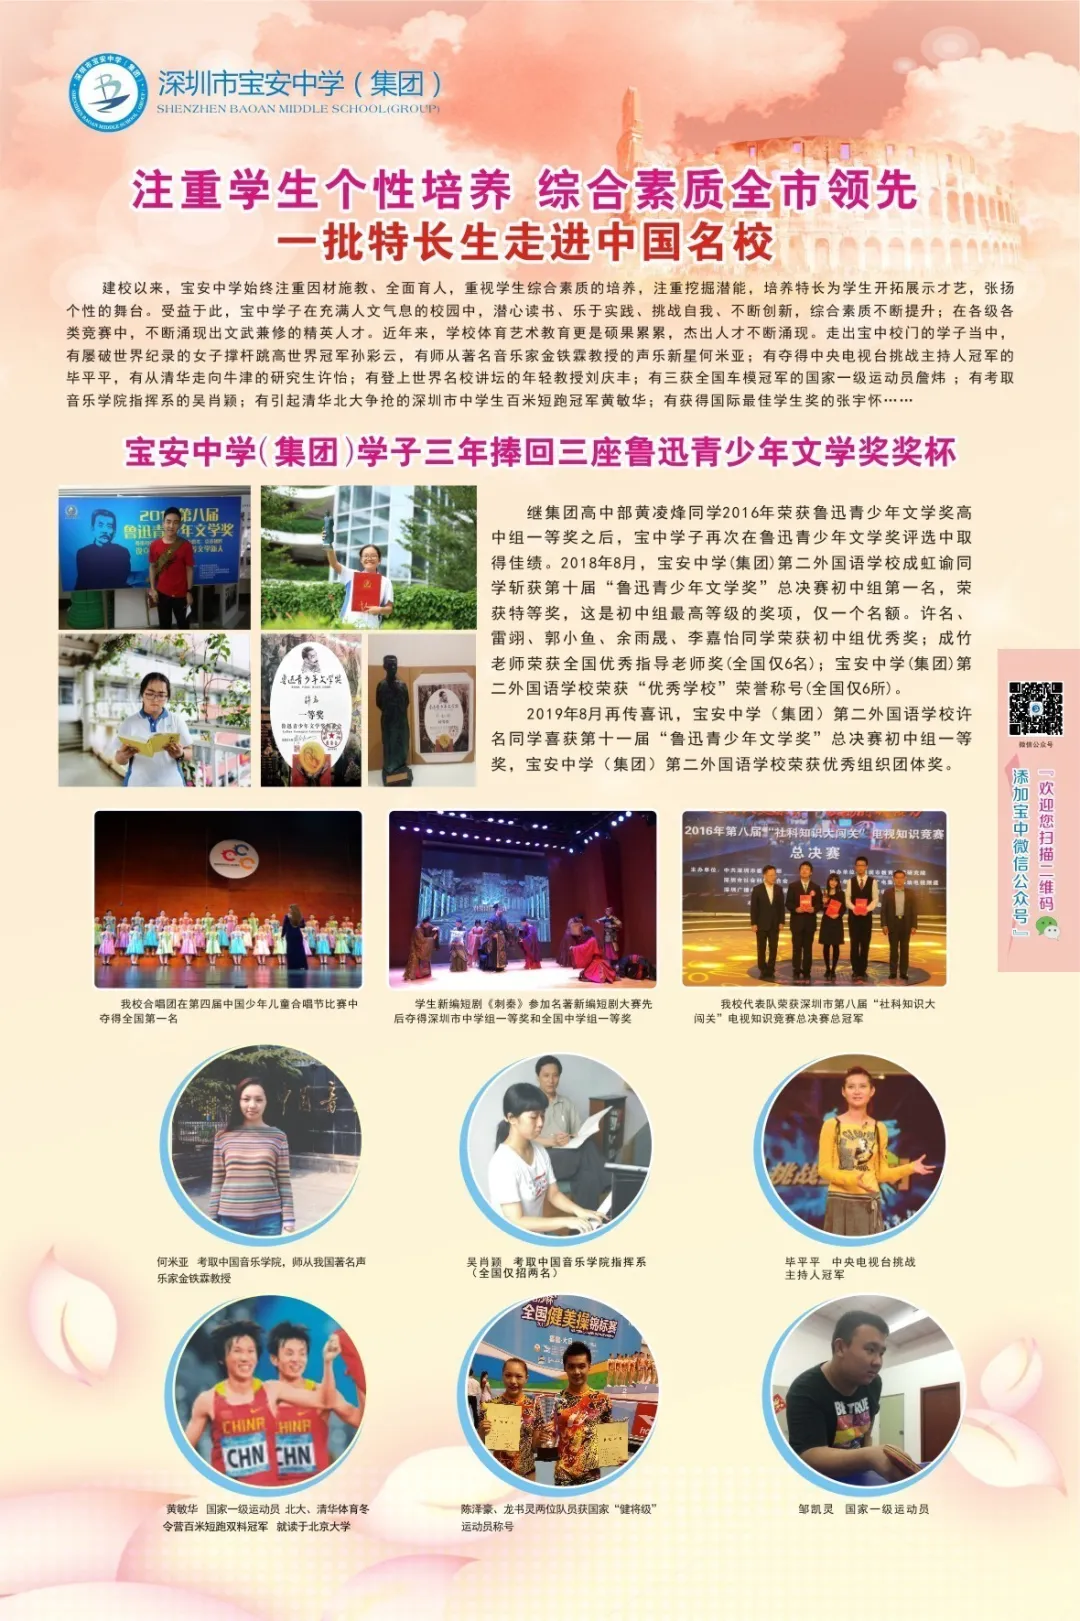 深圳市宝安中学（集团）
SHENZHEN BAOAN MIDDLE SCHOOL(GROUP)
注重学生个性培养 综合素质全市领先
一批特长生走进中国名校
建校以来，宝安中学始终注重因材施教、全面育人，重视学生综合素质的培养，注重挖掘潜能，培养特长为学生开拓展示才艺，张扬
个性的舞台。受益于此，宝中学子在充满人文气息的校园中，潜心读书、乐于实践、挑战自我、不断创新，综合素质不断提升；在各级各
类竞赛中，不断涌现出文武兼修的精英人才。近年来，学校体育艺术教育更是硕果累累，杰出人才不断涌现。走出宝中校门的学子当中，
有屡破世界纪录的女子撑杆跳高世界冠军孙彩云，有师从著名音乐家金铁霖教授的声乐新星何米亚；有夺得中央电视台挑战主持人冠军的
毕平平，有从清华走向牛津的研究生许怡；有登上世界名校讲坛的年轻教授刘庆丰；有三获全国车模冠军的国家一级运动员詹炜 ；有考取
音乐学院指挥系的吴肖颖；有引起清华北大争抢的深圳市中学生百米短跑冠军黄敏华；有获得国际最佳学生奖的张宇怀……
宝安中学(集团)学子三年捧回三座鲁迅青少年文学奖奖杯
继集团高中部黄凌烽同学2016年荣获鲁迅青少年文学奖高
中组一等奖之后，宝中学子再次在鲁迅青少年文学奖评选中取
得佳绩。2018年8月，宝安中学(集团)第二外国语学校成虹谕同
学斩获第十届“鲁迅青少年文学奖”总决赛初中组第一名，荣
获特等奖，这是初中组最高等级的奖项，仅一个名额。许名、
雷翊、郭小鱼、余雨晟、李嘉怡同学荣获初中组优秀奖；成竹
老师荣获全国优秀指导老师奖(全国仅6名)；宝安中学(集团)第
二外国语学校荣获“优秀学校”荣誉称号(全国仅6所)。
2019年8月再传喜讯，宝安中学（集团）第二外国语学校许
名同学喜获第十一届“鲁迅青少年文学奖”总决赛初中组一等
奖，宝安中学（集团）第二外国语学校荣获优秀组织团体奖。
第八届
鲁迅青少年文学奖
鲁迅青少年文学奖
一等奖
微信公众号
『欢迎您扫描二维码
添加宝中微信公众号』
2016年第八届“社科知识大闯关”电视知识竞赛
总决赛
我校合唱团在第四届中国少年儿童合唱节比赛中
夺得全国第一名
学生新编短剧《刺秦》参加名著新编短剧大赛先
后夺得深圳市中学组一等奖和全国中学组一等奖
我校代表队荣获深圳市第八届“社科知识大
闯关”电视知识竞赛总决赛总冠军
何米亚 考取中国音乐学院，师从我国著名声
乐家金铁霖教授
吴肖颖 考取中国音乐学院指挥系
（全国仅招两名）
挑战
毕平平 中央电视台挑战
主持人冠军
CHINA
CHN
CHINA
CHN
全国健美操锦标赛
黄敏华 国家一级运动员 北大、清华体育冬
令营百米短跑双料冠军 就读于北京大学
陈泽豪、龙书灵两位队员获国家“健将级”
运动员称号
邹凯灵 国家一级运动员